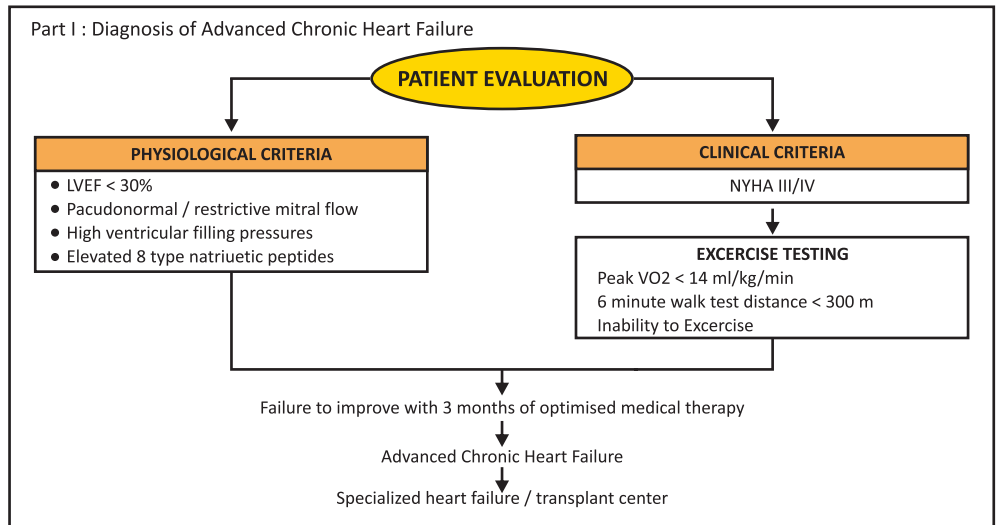 Part I : Diagnosis of Advanced Chronic Heart Failure
PATIENT EVALUATION
PHYSIOLOGICAL CRITERIA
● LVEF < 30%
● Pacudonormal / restrictive mitral flow
● High ventricular filling pressures
● Elevated 8 type natriuetic peptides
CLINICAL CRITERIA
NYHA III/IV
EXCERCISE TESTING
Peak VO2 < 14 ml/kg/min
6 minute walk test distance < 300 m
Inability to Excercise
Failure to improve with 3 months of optimised medical therapy
Advanced Chronic Heart Failure
Specialized heart failure / transplant center